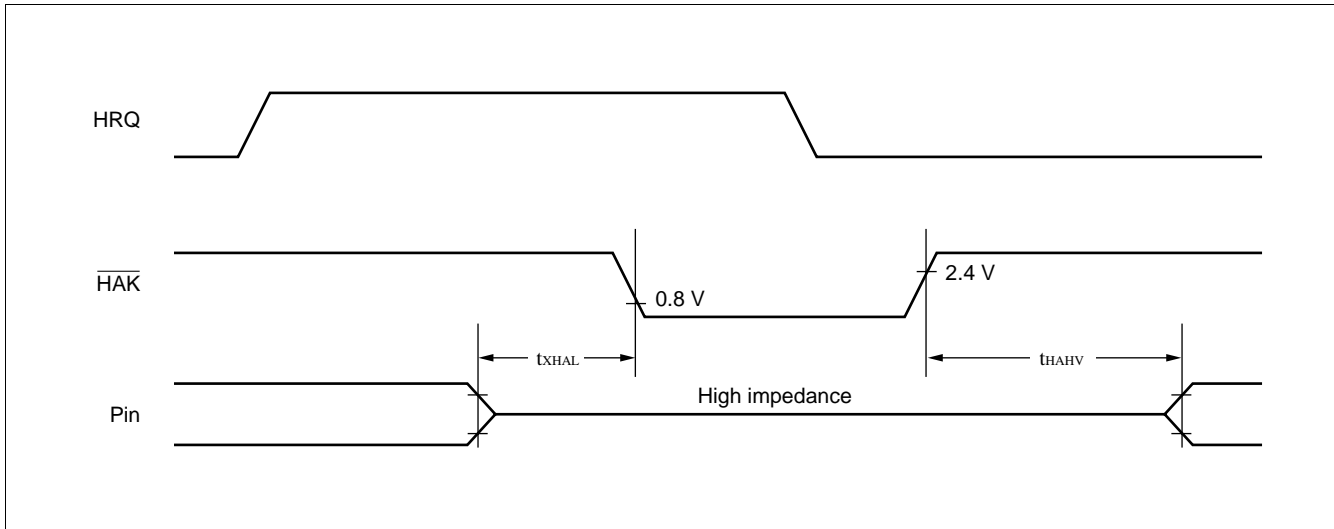 HRQ
HAK
0.8 V
2.4 V
tXHAL
tHAHV
High impedance
Pin